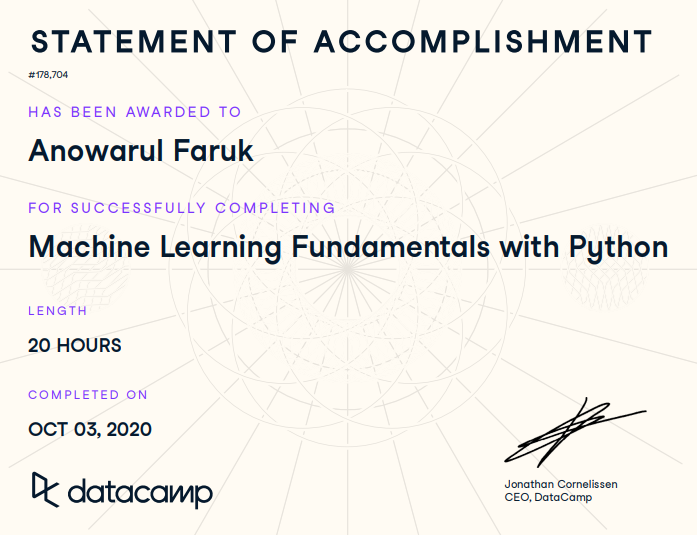 STATEMENT OF ACCOMPLISHMENT
#178,704
HAS BEEN AWARDED TO
Anowarul Faruk
FOR SUCCESSFULLY COMPLETING
Machine Learning Fundamentals with Python
LENGTH
20 HOURS
COMPLETED ON
OCT 03, 2020
datacamp
Jonathan Cornelissen
CEO, DataCamp